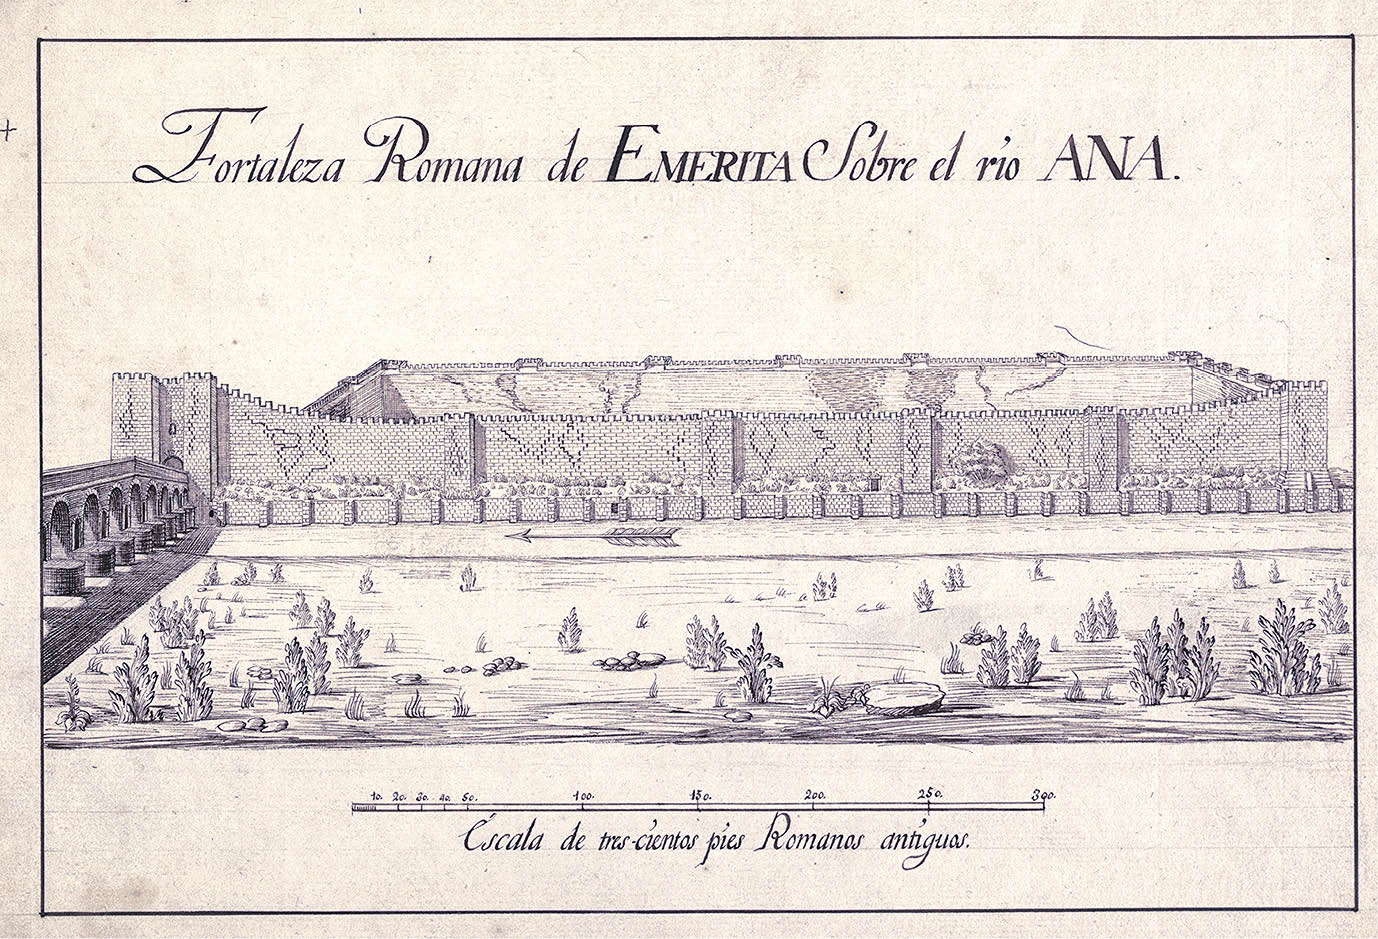 Fortaleza Romana de EMERITA Sobre el rio ANA.
10. 20. 30. 40. 50. 100. 150. 200. 250. 300.
Escala de tres-cientos pies Romanos antiguos.